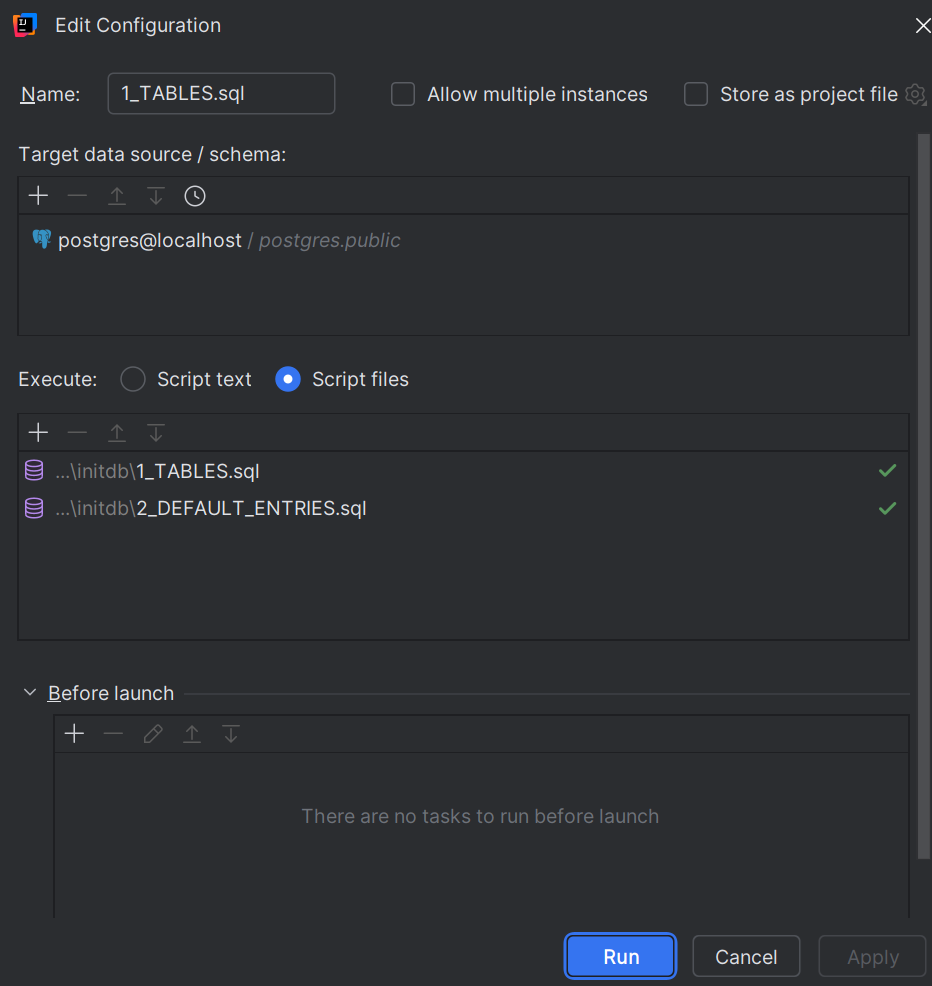 Edit Configuration
Name: 1_TABLES.sql Allow multiple instances Store as project file
Target data source / schema:
postgres@localhost / postgres.public
Execute: Script text Script files
...\initdb\1_TABLES.sql
...\initdb\2_DEFAULT_ENTRIES.sql
Before launch
There are no tasks to run before launch
Run Cancel Apply